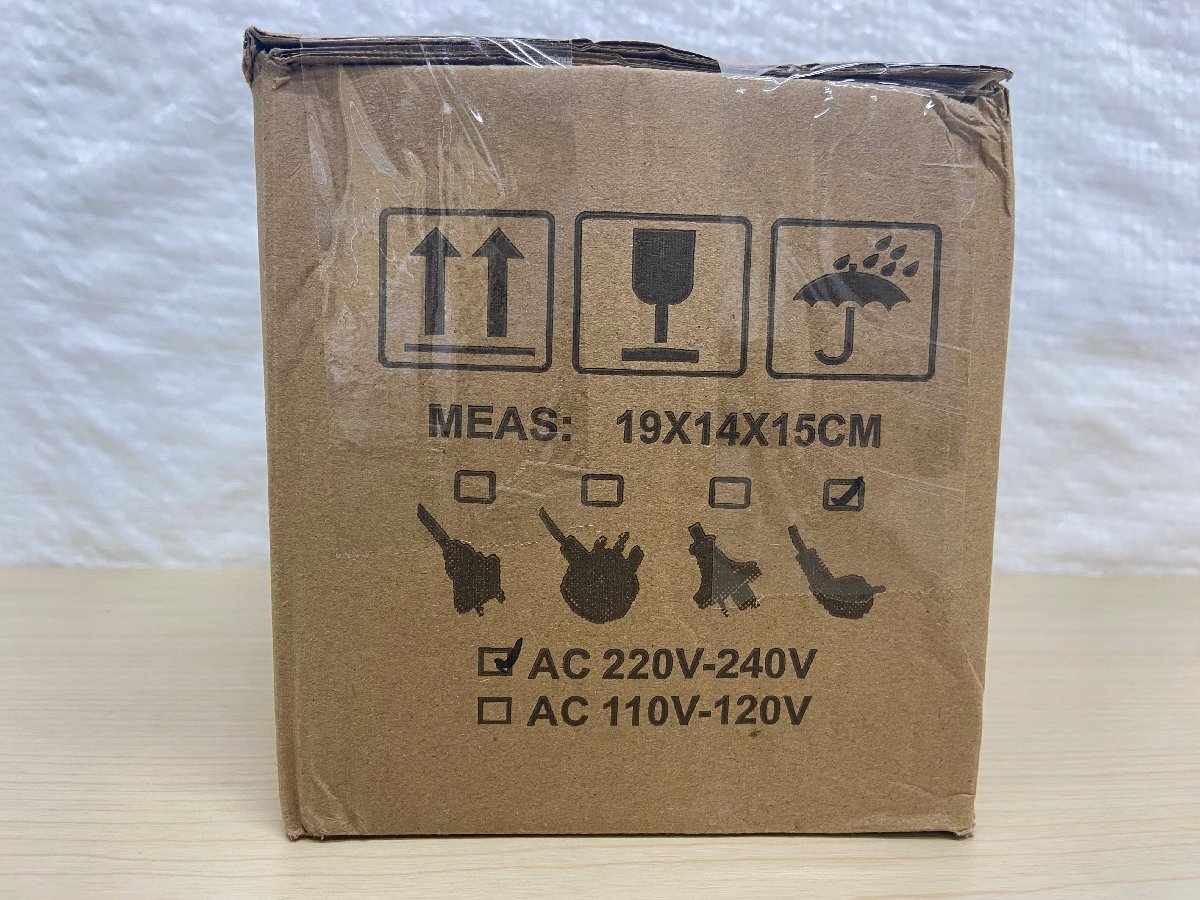 MEAS: 19X14X15CM
AC 220V-240V
AC 110V-120V